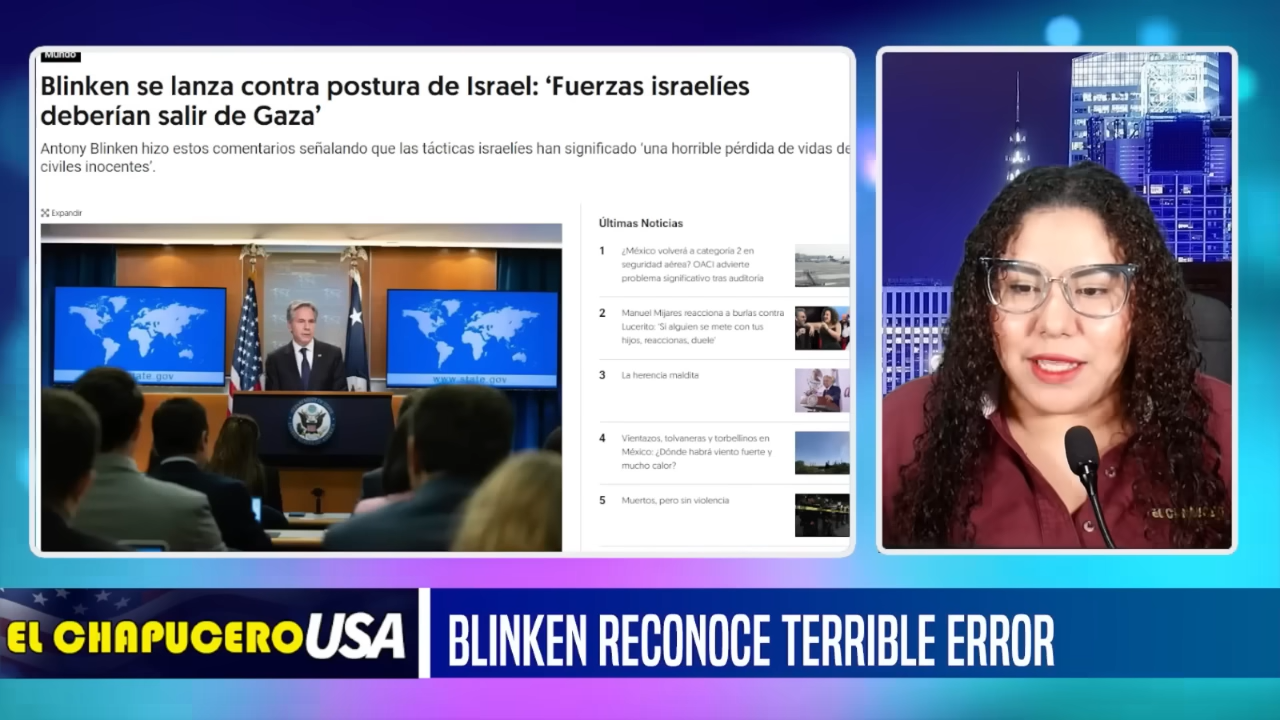 Mundo
Blinken se lanza contra postura de Israel: ‘Fuerzas israelíes
deberían salir de Gaza’
Antony Blinken hizo estos comentarios señalando que las tácticas israelíes han significado ‘una horrible pérdida de vidas de
civiles inocentes’.
Expandir
www.state.gov
Últimas Noticias
1 ¿México volverá a categoría 2 en
seguridad aérea? OACI advierte
problema significativo tras auditoría
2 Manuel Mijares reacciona a burlas contra
Lucerito: ‘Si alguien se mete con tus
hijos, reaccionas, duele’
3 La herencia maldita
4 Vientazos, tolvaneras y torbellinos en
México: ¿Dónde habrá viento fuerte y
mucho calor?
5 Muertos, pero sin violencia
EL CHAPUCERO USA
BLINKEN RECONOCE TERRIBLE ERROR